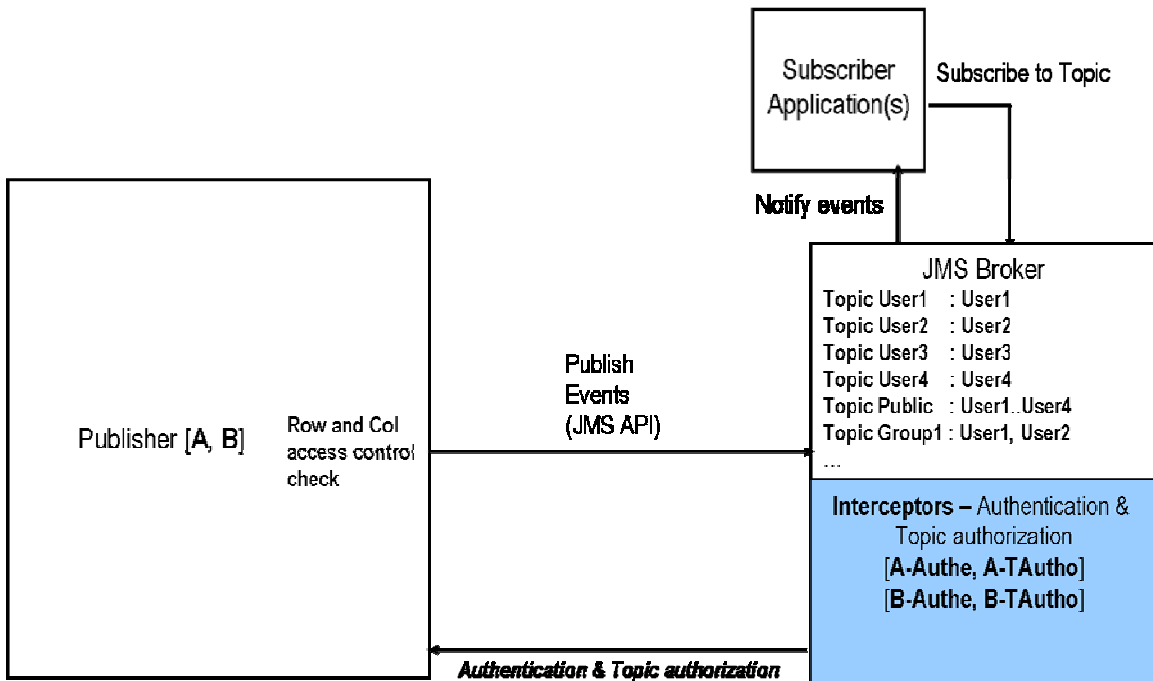 Subscriber
Application(s)
Subscribe to Topic
Notify events
JMS Broker
Topic User1 : User1
Topic User2 : User2
Topic User3 : User3
Topic User4 : User4
Topic Public : User1..User4
Topic Group1 : User1, User2
...
Publish
Events
(JMS API)
Publisher [A, B]
Row and Col
access control
check
Interceptors – Authentication &
Topic authorization
[A-Authe, A-TAutho]
[B-Authe, B-TAutho]
Authentication & Topic authorization